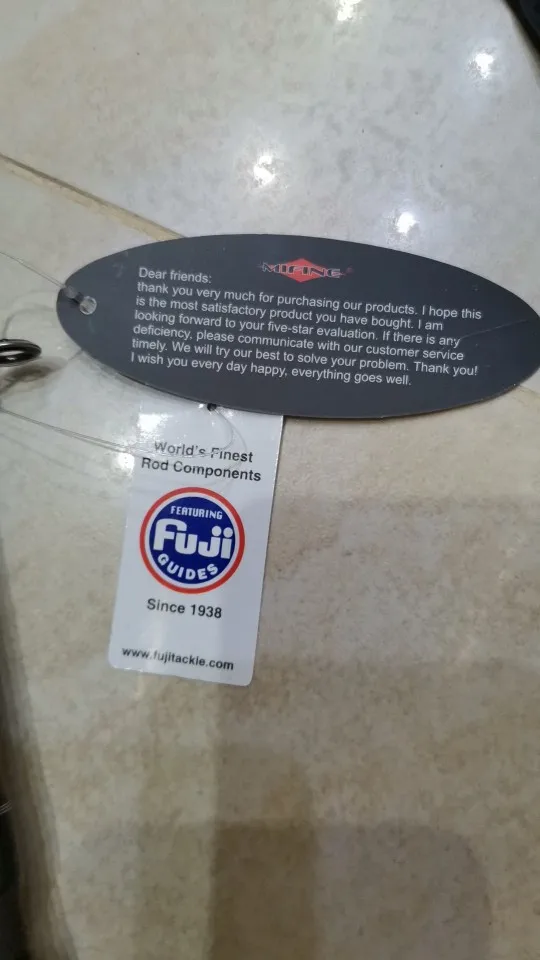 MIFINE
Dear friends:
thank you very much for purchasing our products. I hope this
is the most satisfactory product you have bought. I am
looking forward to your five-star evaluation. If there is any
deficiency, please communicate with our customer service
timely. We will try our best to solve your problem. Thank you!
I wish you every day happy, everything goes well.
World's Finest
Rod Components
FEATURING
Fuji
GUIDES
Since 1938
www.fujitackle.com